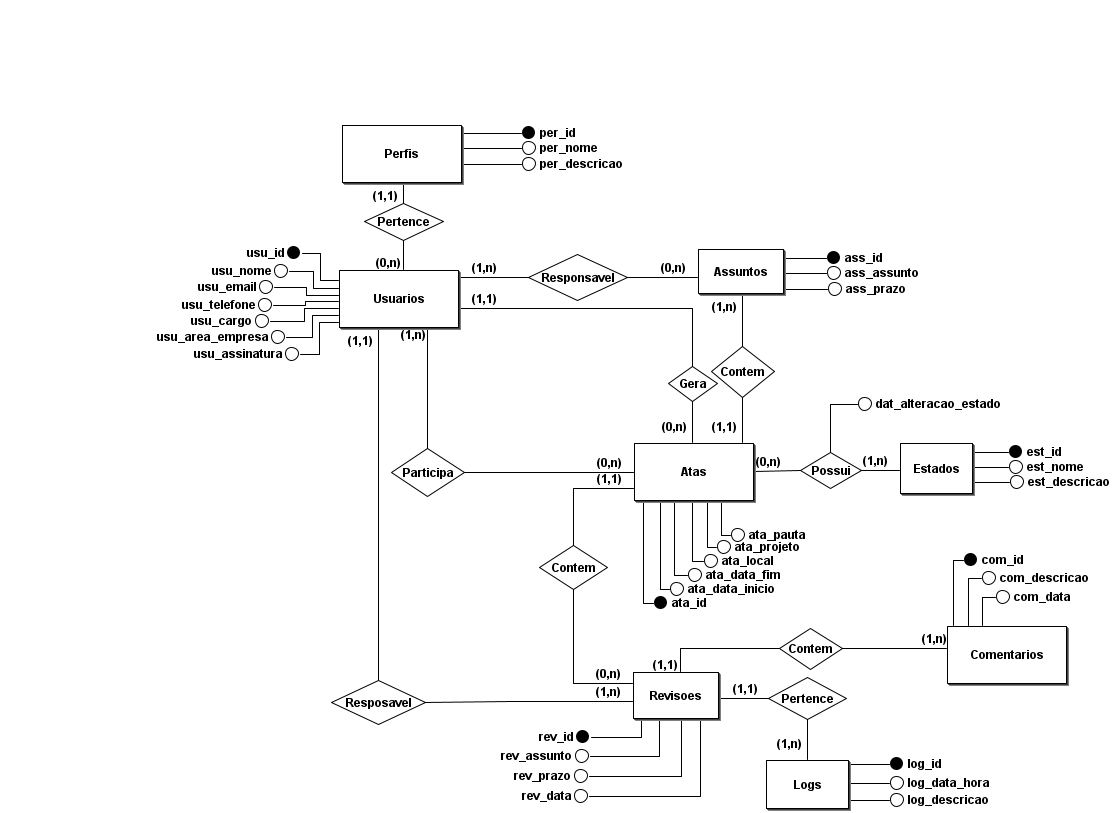 per_id
Perfis
per_nome
per_descricao
(1,1)
Pertence
usu_id
(0,n)
usu_nome
usu_email
Usuarios
usu_telefone
usu_cargo
usu_area_empresa
usu_assinatura
(1,n)
Responsavel
(0,n)
Assuntos
ass_id
ass_assunto
ass_prazo
(1,1)
(1,n)
(1,1)
(1,n)
Gera
Contem
(0,n)
(1,1)
dat_alteracao_estado
Participa
(0,n)
(1,1)
Atas
(0,n)
Possui
(1,n)
Estados
est_id
est_nome
est_descricao
ata_pauta
ata_projeto
ata_local
ata_data_fim
ata_data_inicio
ata_id
Contem
com_id
com_descricao
com_data
Contem
(1,n)
Comentarios
(1,1)
(0,n)
(1,n)
Resposavel
Revisoes
(1,1)
Pertence
rev_id
rev_assunto
rev_prazo
rev_data
(1,n)
Logs
log_id
log_data_hora
log_descricao